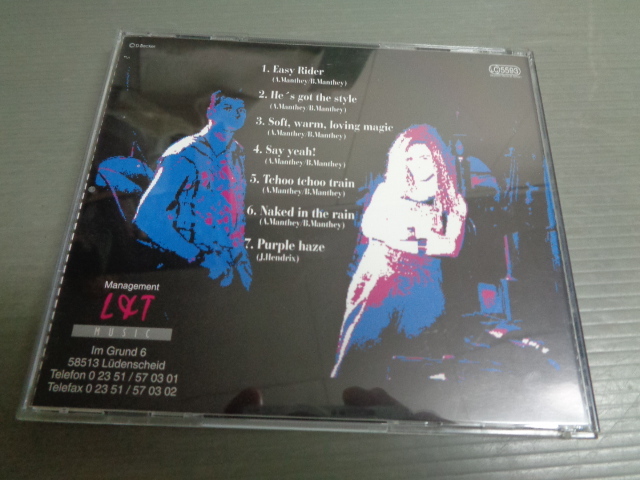 1. Easy Rider
(A.Manthey/B.Manthey)
2. He´s got the style
(A.Manthey/B.Manthey)
3. Soft, warm, loving magic
(A.Manthey/B.Manthey)
4. Say yeah!
(A.Manthey/B.Manthey)
5. Tchoo tchoo train
(A.Manthey/B.Manthey)
6. Naked in the rain
(A.Manthey/B.Manthey)
7. Purple haze
(J.Hendrix)
LQ5593
Management
L&T
MUSIC
Im Grund 6
58513 Lüdenscheid
Telefon 0 23 51 / 57 03 01
Telefax 0 23 51 / 57 03 02